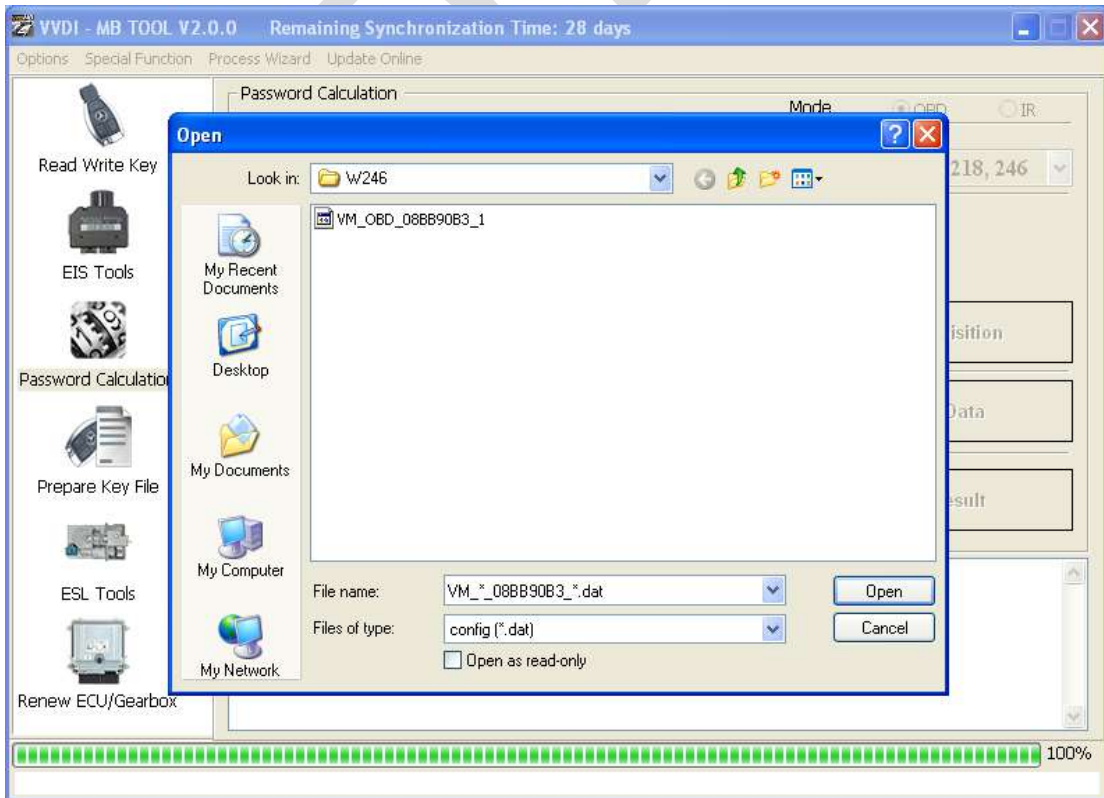 VVDI - MB TOOL V2.0.0 Remaining Synchronization Time: 28 days
Options Special Function Process Wizard Update Online
Read Write Key
EIS Tools
Password Calculation
Prepare Key File
ESL Tools
Renew ECU/Gearbox
Password Calculation
Mode OBD IR
218, 246
Open
Look in: W246
VM_OBD_08BB90B3_1
My Recent
Documents
Desktop
My Documents
My Computer
My Network
File name: VM_*_08BB90B3_*.dat Open
Files of type: config (*.dat) Cancel
Open as read-only
isition
Data
esult
100%